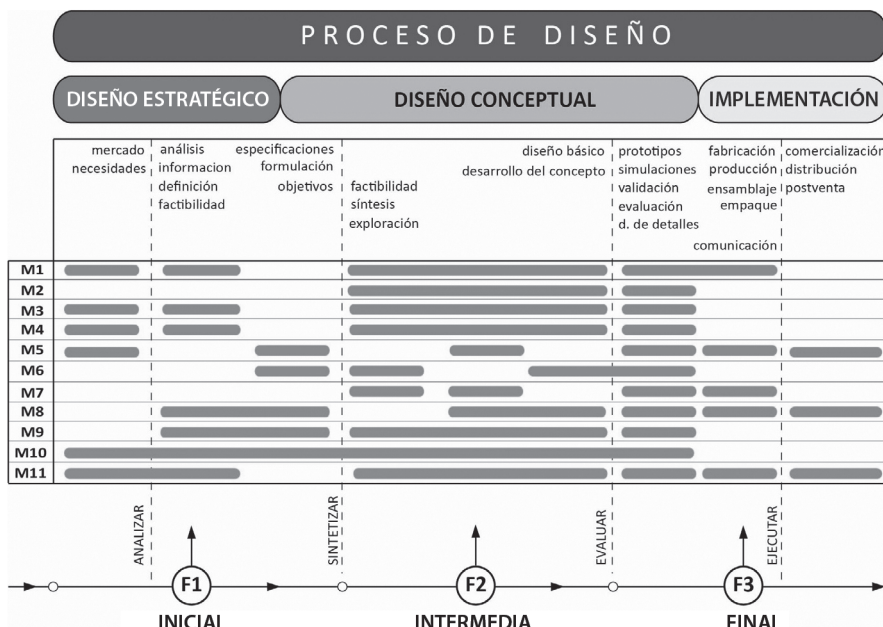 PROCESO DE DISEÑO
DISEÑO ESTRATÉGICO
DISEÑO CONCEPTUAL
IMPLEMENTACIÓN
mercado
necesidades
análisis
informacion
definición
factibilidad
especificaciones
formulación
objetivos
factibilidad
síntesis
exploración
diseño básico
desarrollo del concepto
prototipos
simulaciones
validación
evaluación
d. de detalles
fabricación
producción
ensamblaje
empaque
comunicación
comercialización
distribución
postventa
M1
M2
M3
M4
M5
M6
M7
M8
M9
M10
M11
ANALIZAR
SINTETIZAR
EVALUAR
EJECUTAR
F1
F2
F3
INICIAL
INTERMEDIA
FINAL